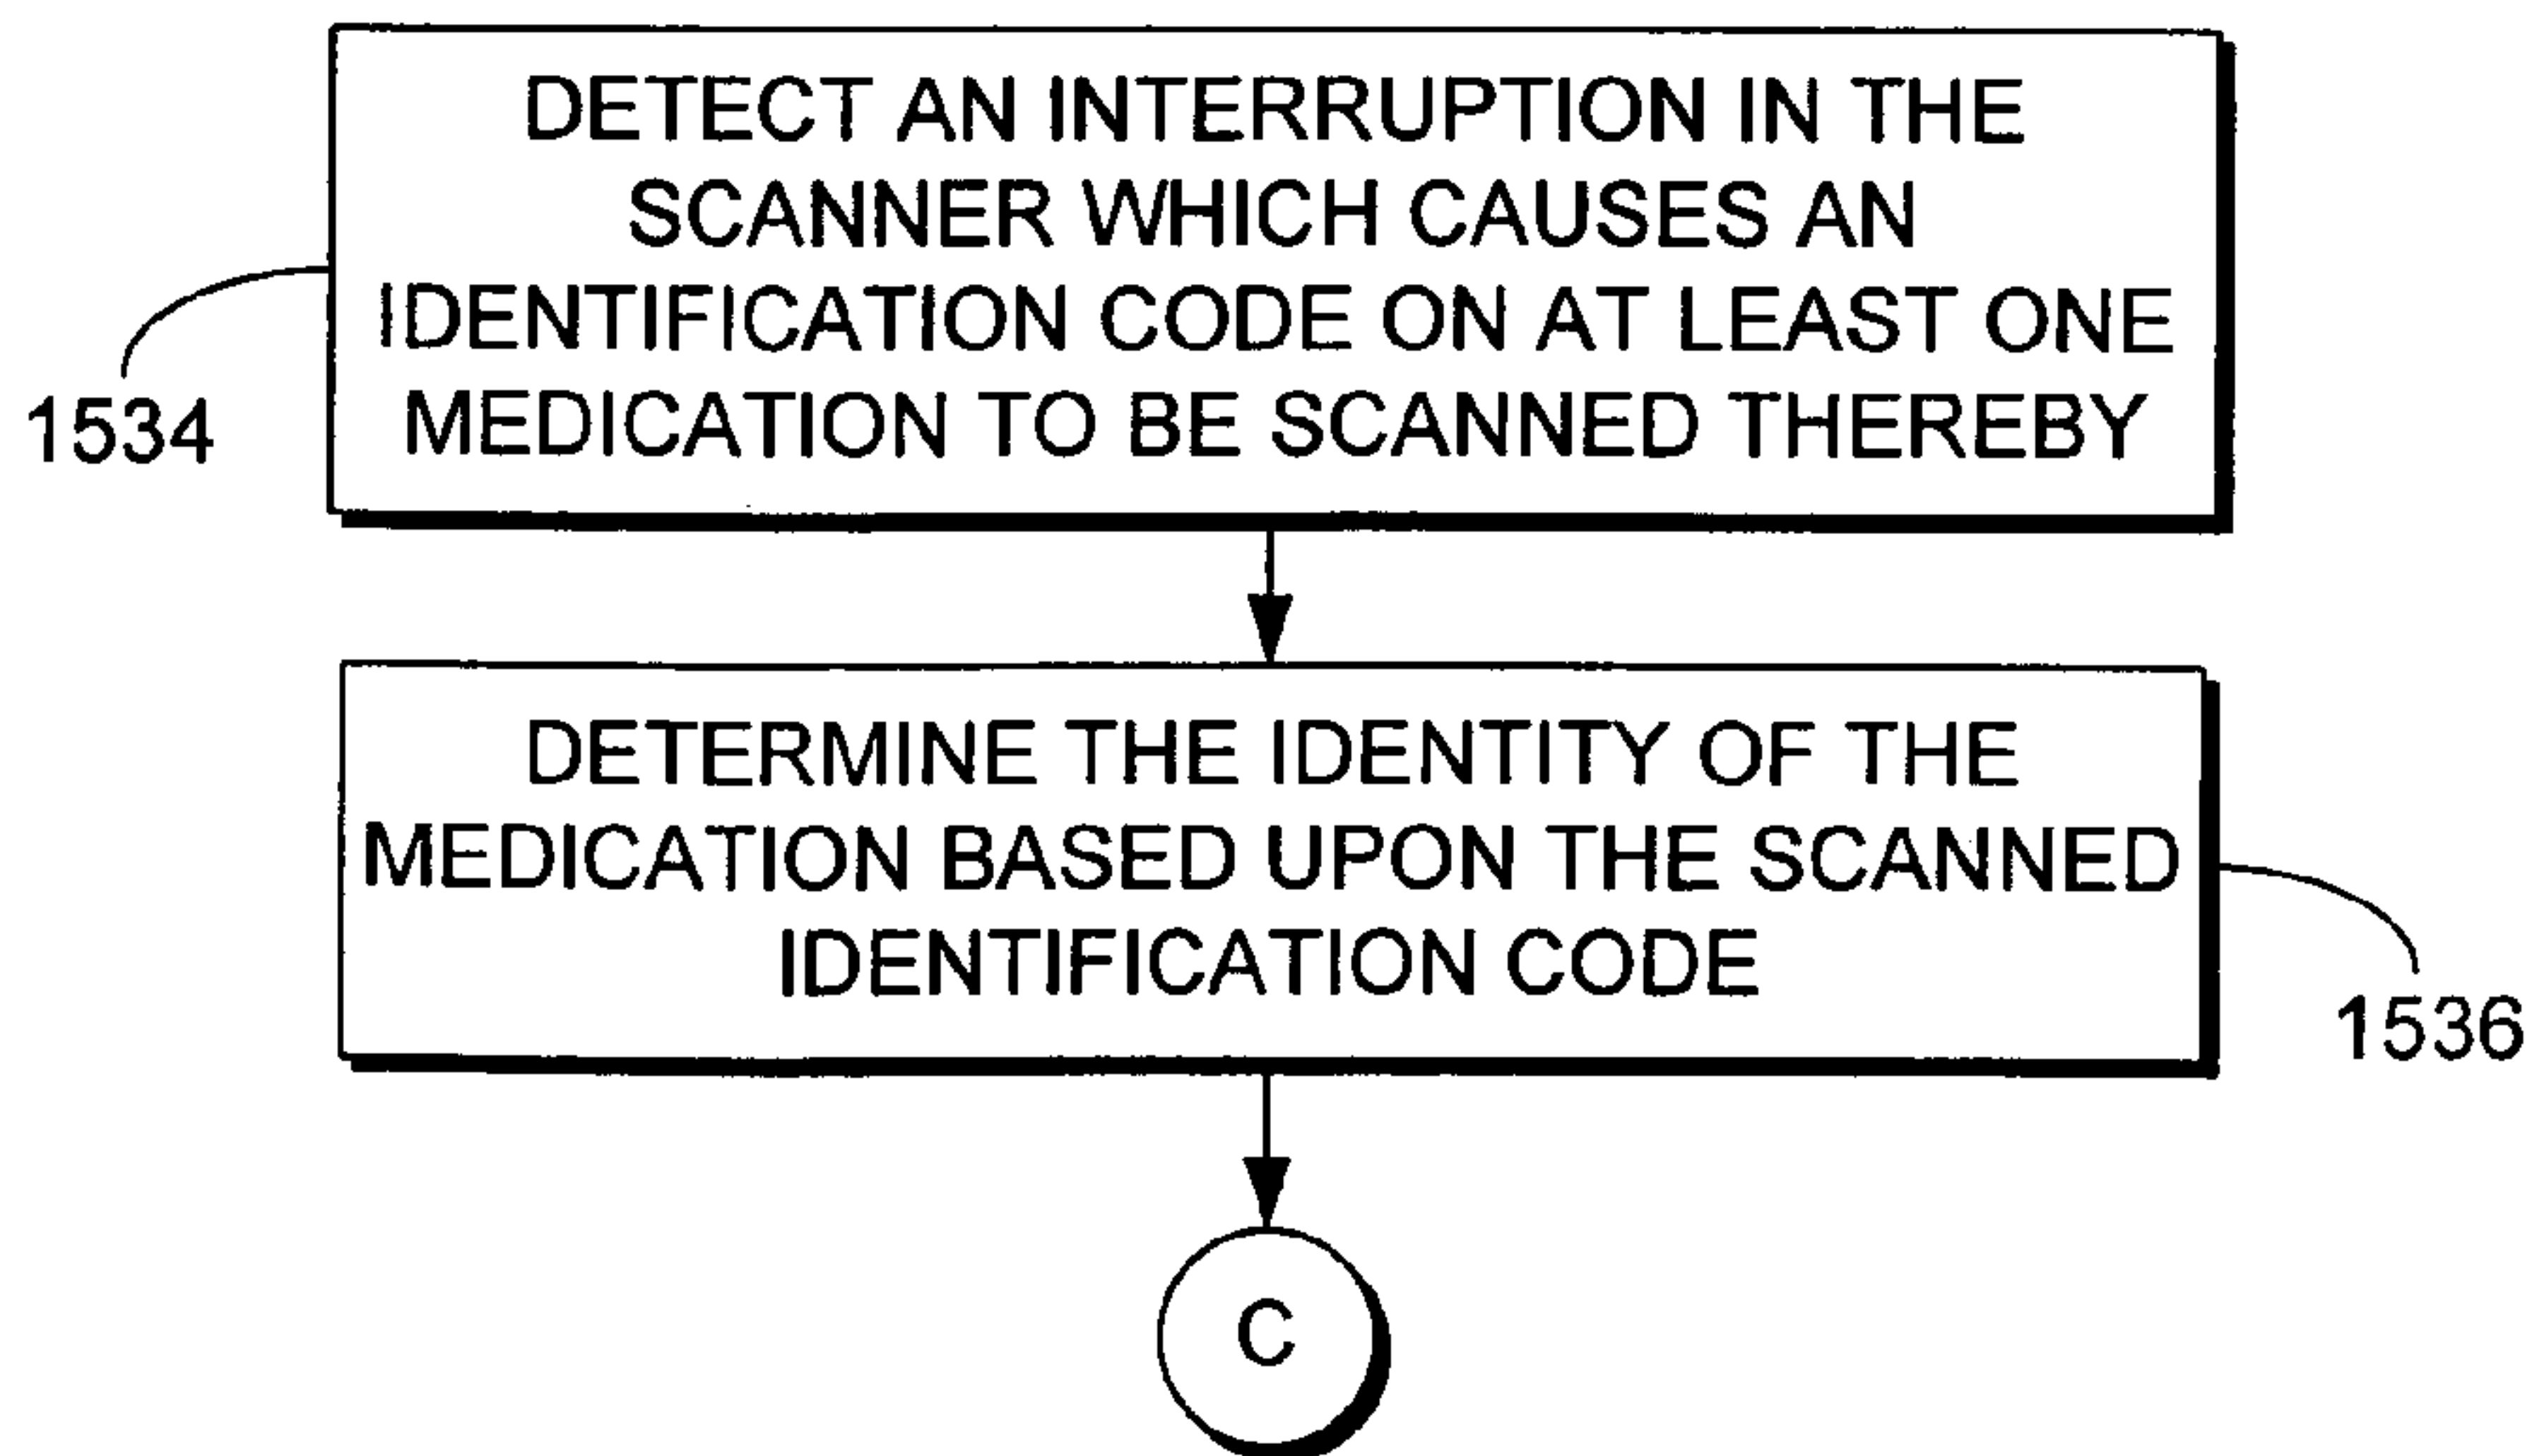 DETECT AN INTERRUPTION IN THE
SCANNER WHICH CAUSES AN
IDENTIFICATION CODE ON AT LEAST ONE
MEDICATION TO BE SCANNED THEREBY
1534
DETERMINE THE IDENTITY OF THE
MEDICATION BASED UPON THE SCANNED
IDENTIFICATION CODE
1536
C